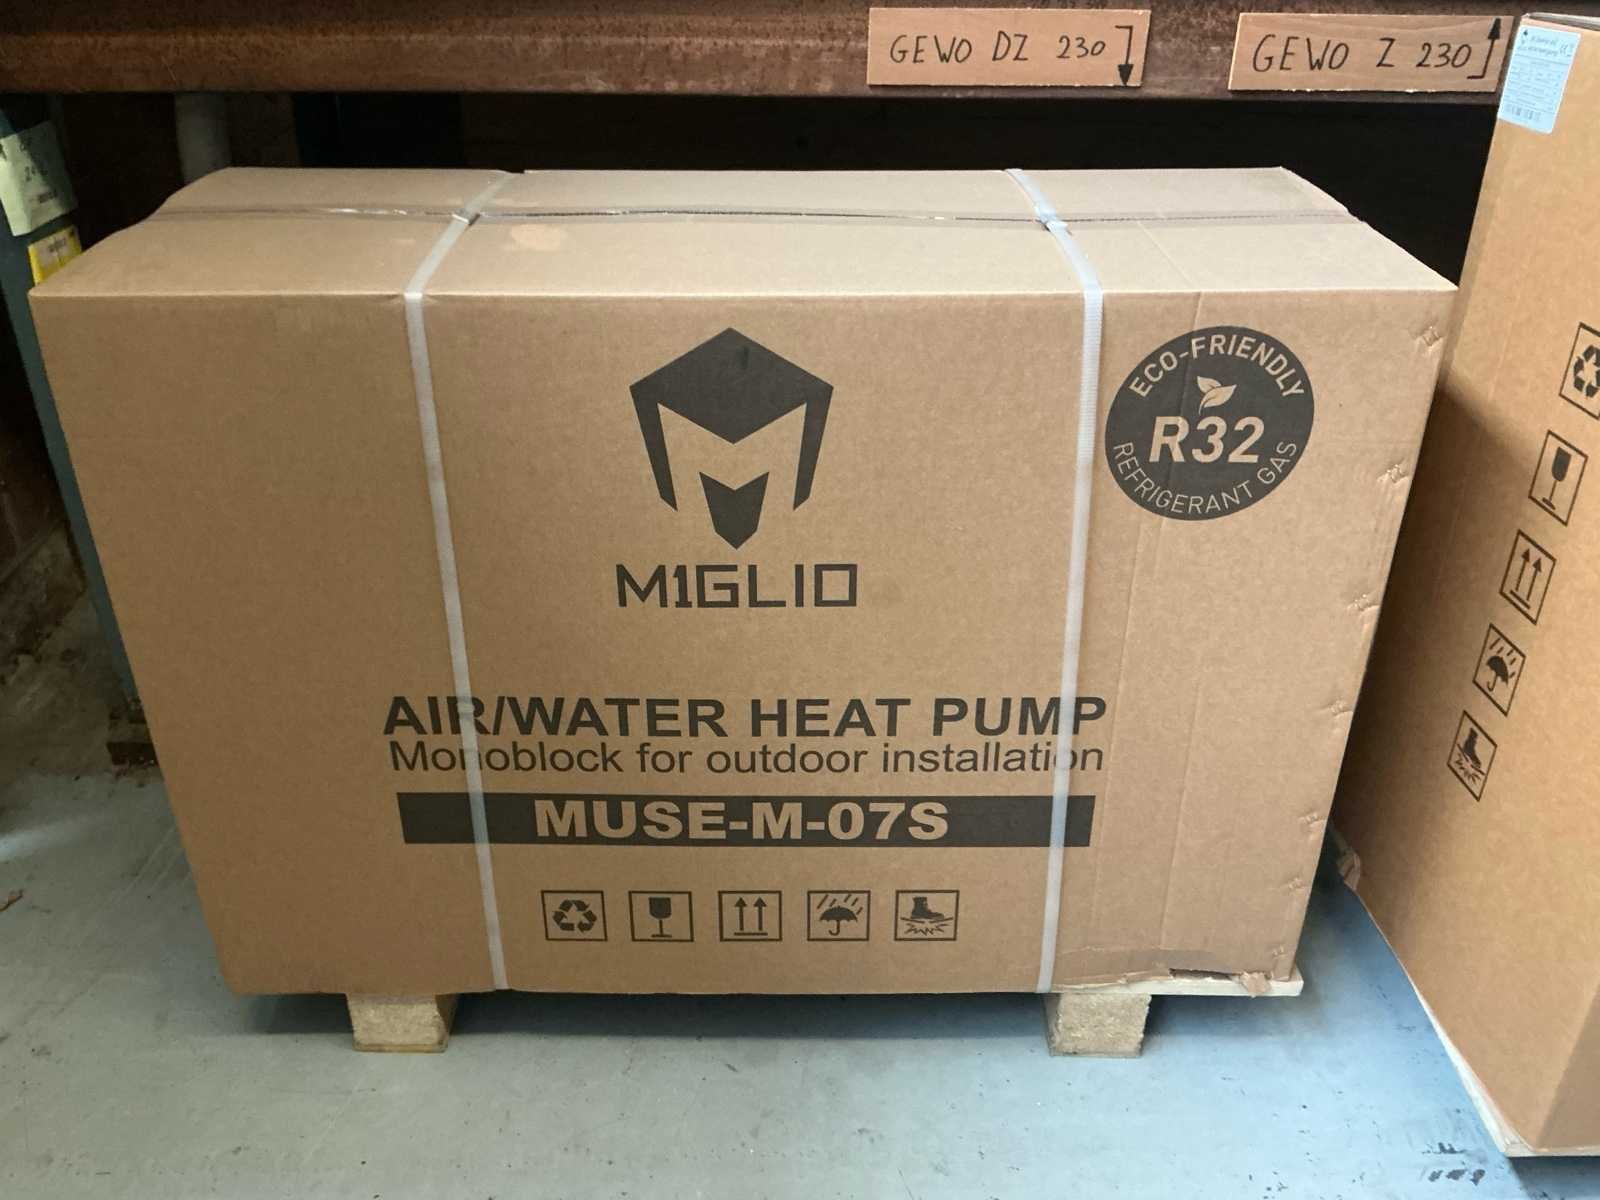 GEWO DZ 230
GEWO Z 230
ECO-FRIENDLY
R32
REFRIGERANT GAS
M1GLIO
AIR/WATER HEAT PUMP
Monoblock for outdoor installation
MUSE-M-07S